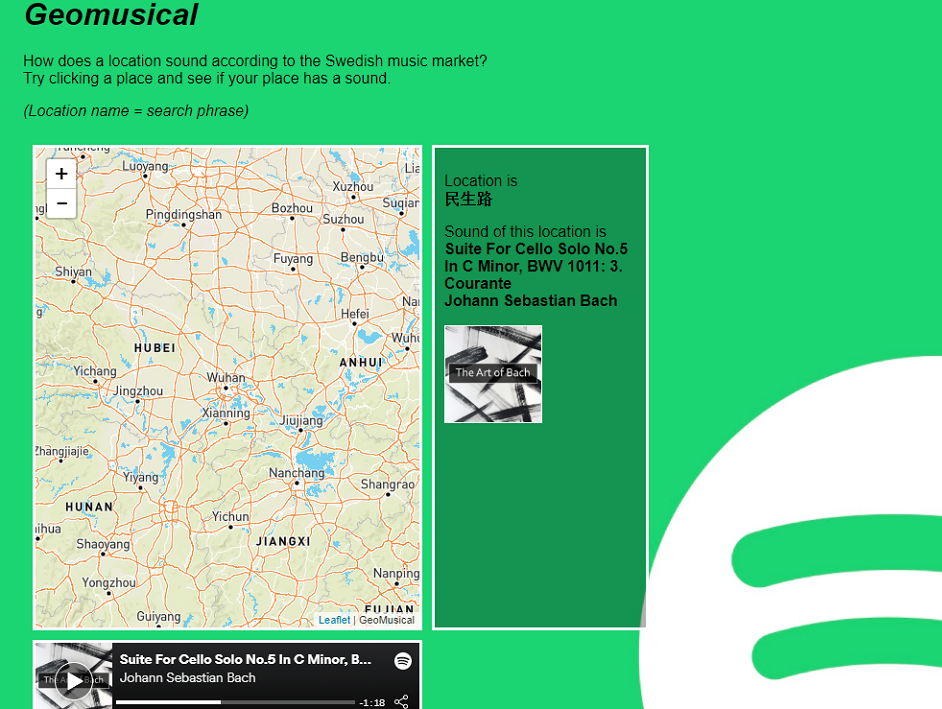 Geomusical
How does a location sound according to the Swedish music market?
Try clicking a place and see if your place has a sound.
(Location name = search phrase)
+
−
Luoyang
Xuzhou
Pingdingshan
Bozhou
Suzhou
Fuyang
Bengbu
Shiyan
Hefei
HUBEI
ANHUI
Yichang
Jingzhou
Wuhan
Xianning
Jiujiang
Nanchang
Yiyang
HUNAN
Yichun
JIANGXI
Shaoyang
Nanping
Yongzhou
Guiyang
FUJIAN
Leaflet | GeoMusical
Location is
民生路
Sound of this location is
Suite For Cello Solo No.5
In C Minor, BWV 1011: 3.
Courante
Johann Sebastian Bach
The Art of Bach
Suite For Cello Solo No.5 In C Minor, B...
Johann Sebastian Bach
-1:18